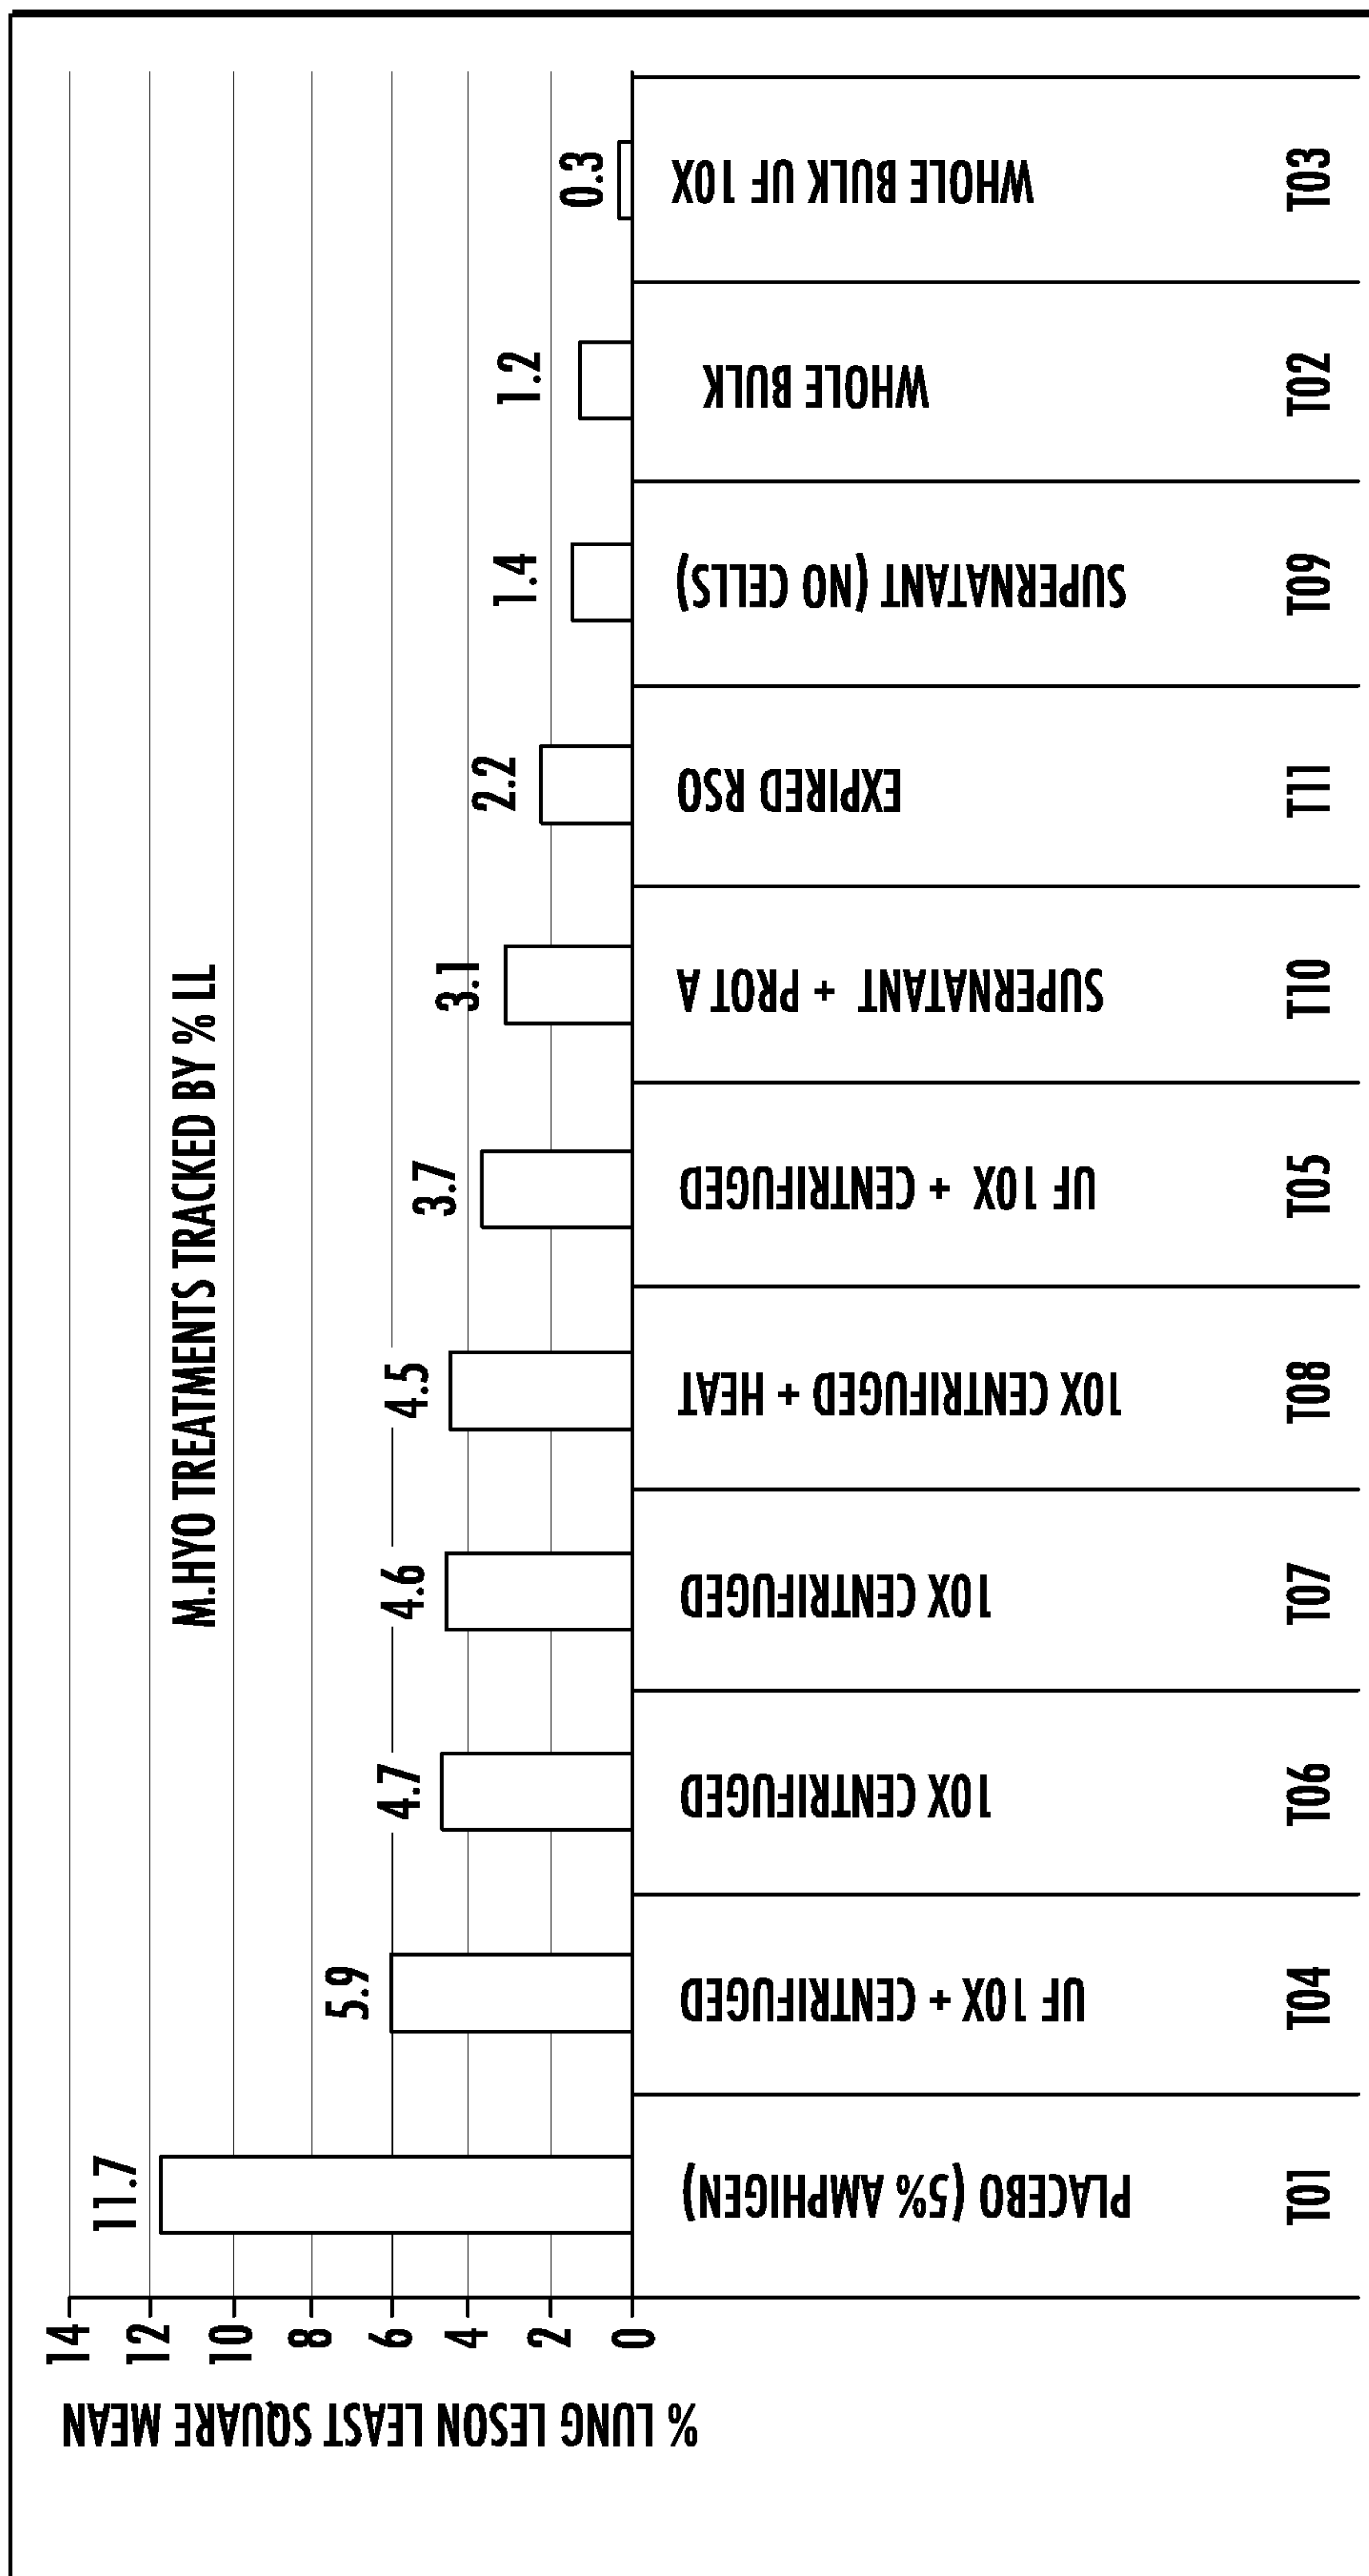 M.HYO TREATMENTS TRACKED BY % LL
% LUNG LESON LEAST SQUARE MEAN
14
12
10
8
6
4
2
0
11.7
5.9
4.7
4.6
4.5
3.7
3.1
2.2
1.4
1.2
0.3
PLACEBO (5% AMPHIGEN)
UF 10X + CENTRIFUGED
10X CENTRIFUGED
10X CENTRIFUGED
10X CENTRIFUGED + HEAT
UF 10X + CENTRIFUGED
SUPERNATANT + PROT A
EXPIRED RSO
SUPERNATANT (NO CELLS)
WHOLE BULK
WHOLE BULK UF 10X
T01
T04
T06
T07
T08
T05
T10
T11
T09
T02
T03